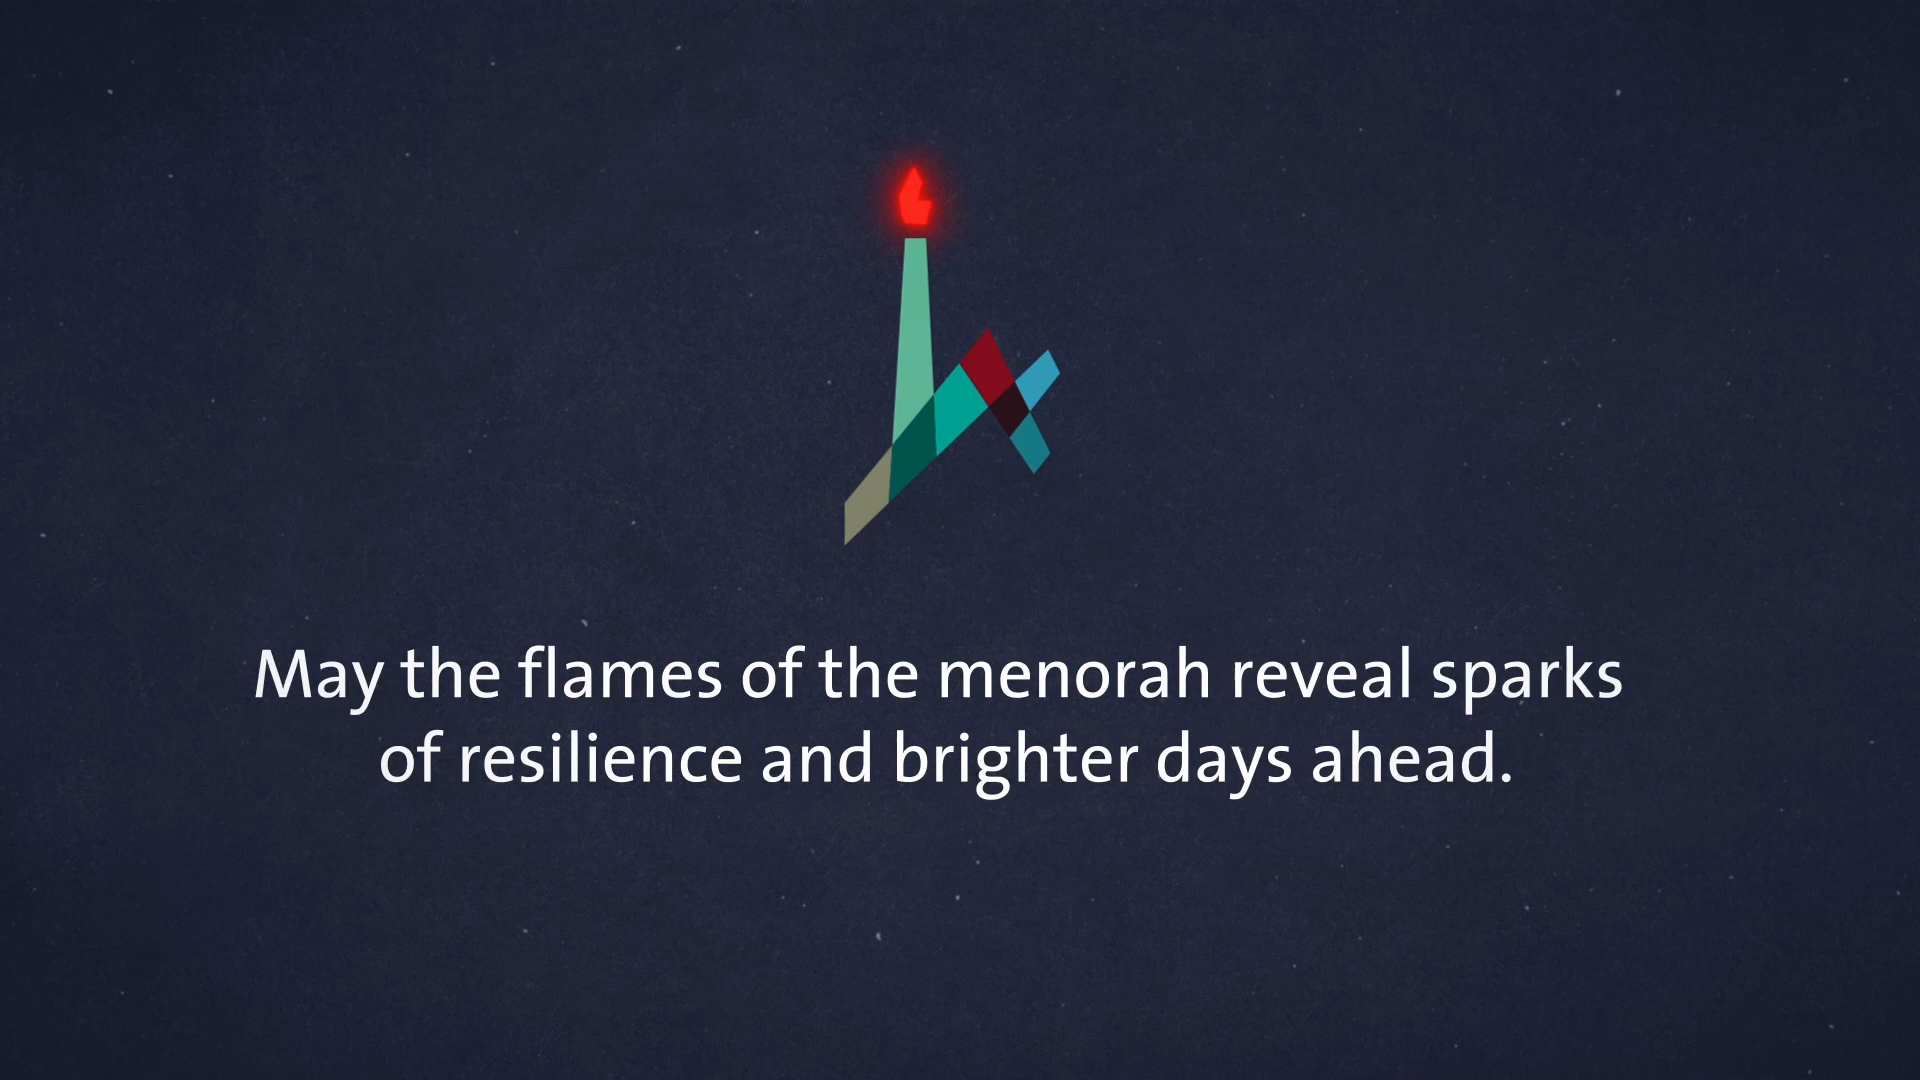 May the flames of the menorah reveal sparks
of resilience and brighter days ahead.